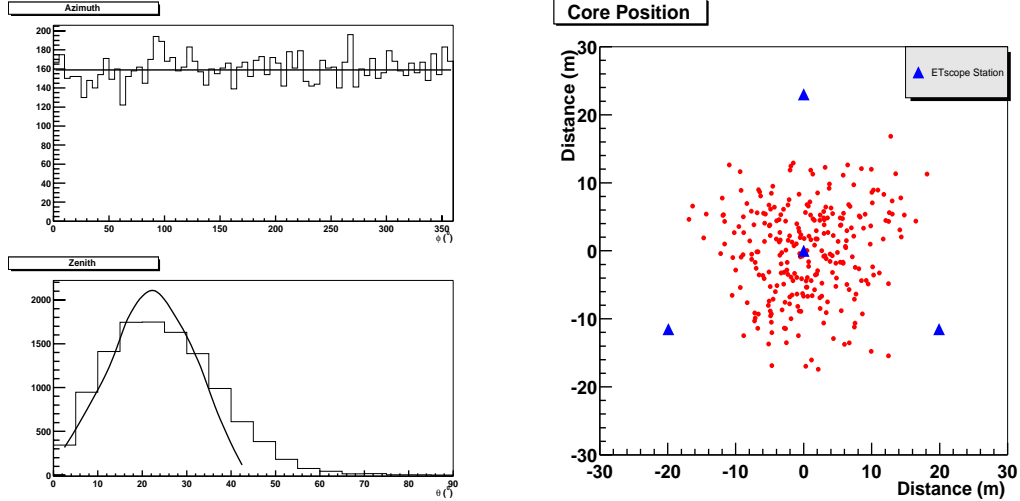 Azimuth
200
180
160
140
120
100
80
60
40
20
0
0 50 100 150 200 250 300 350
ϕ (°)
Zenith
2000
1500
1000
500
0
0 10 20 30 40 50 60 70 80 90
θ (°)
Core Position
Distance (m)
30
20
10
0
-10
-20
-30
-30 -20 -10 0 10 20 30
Distance (m)
ETscope Station